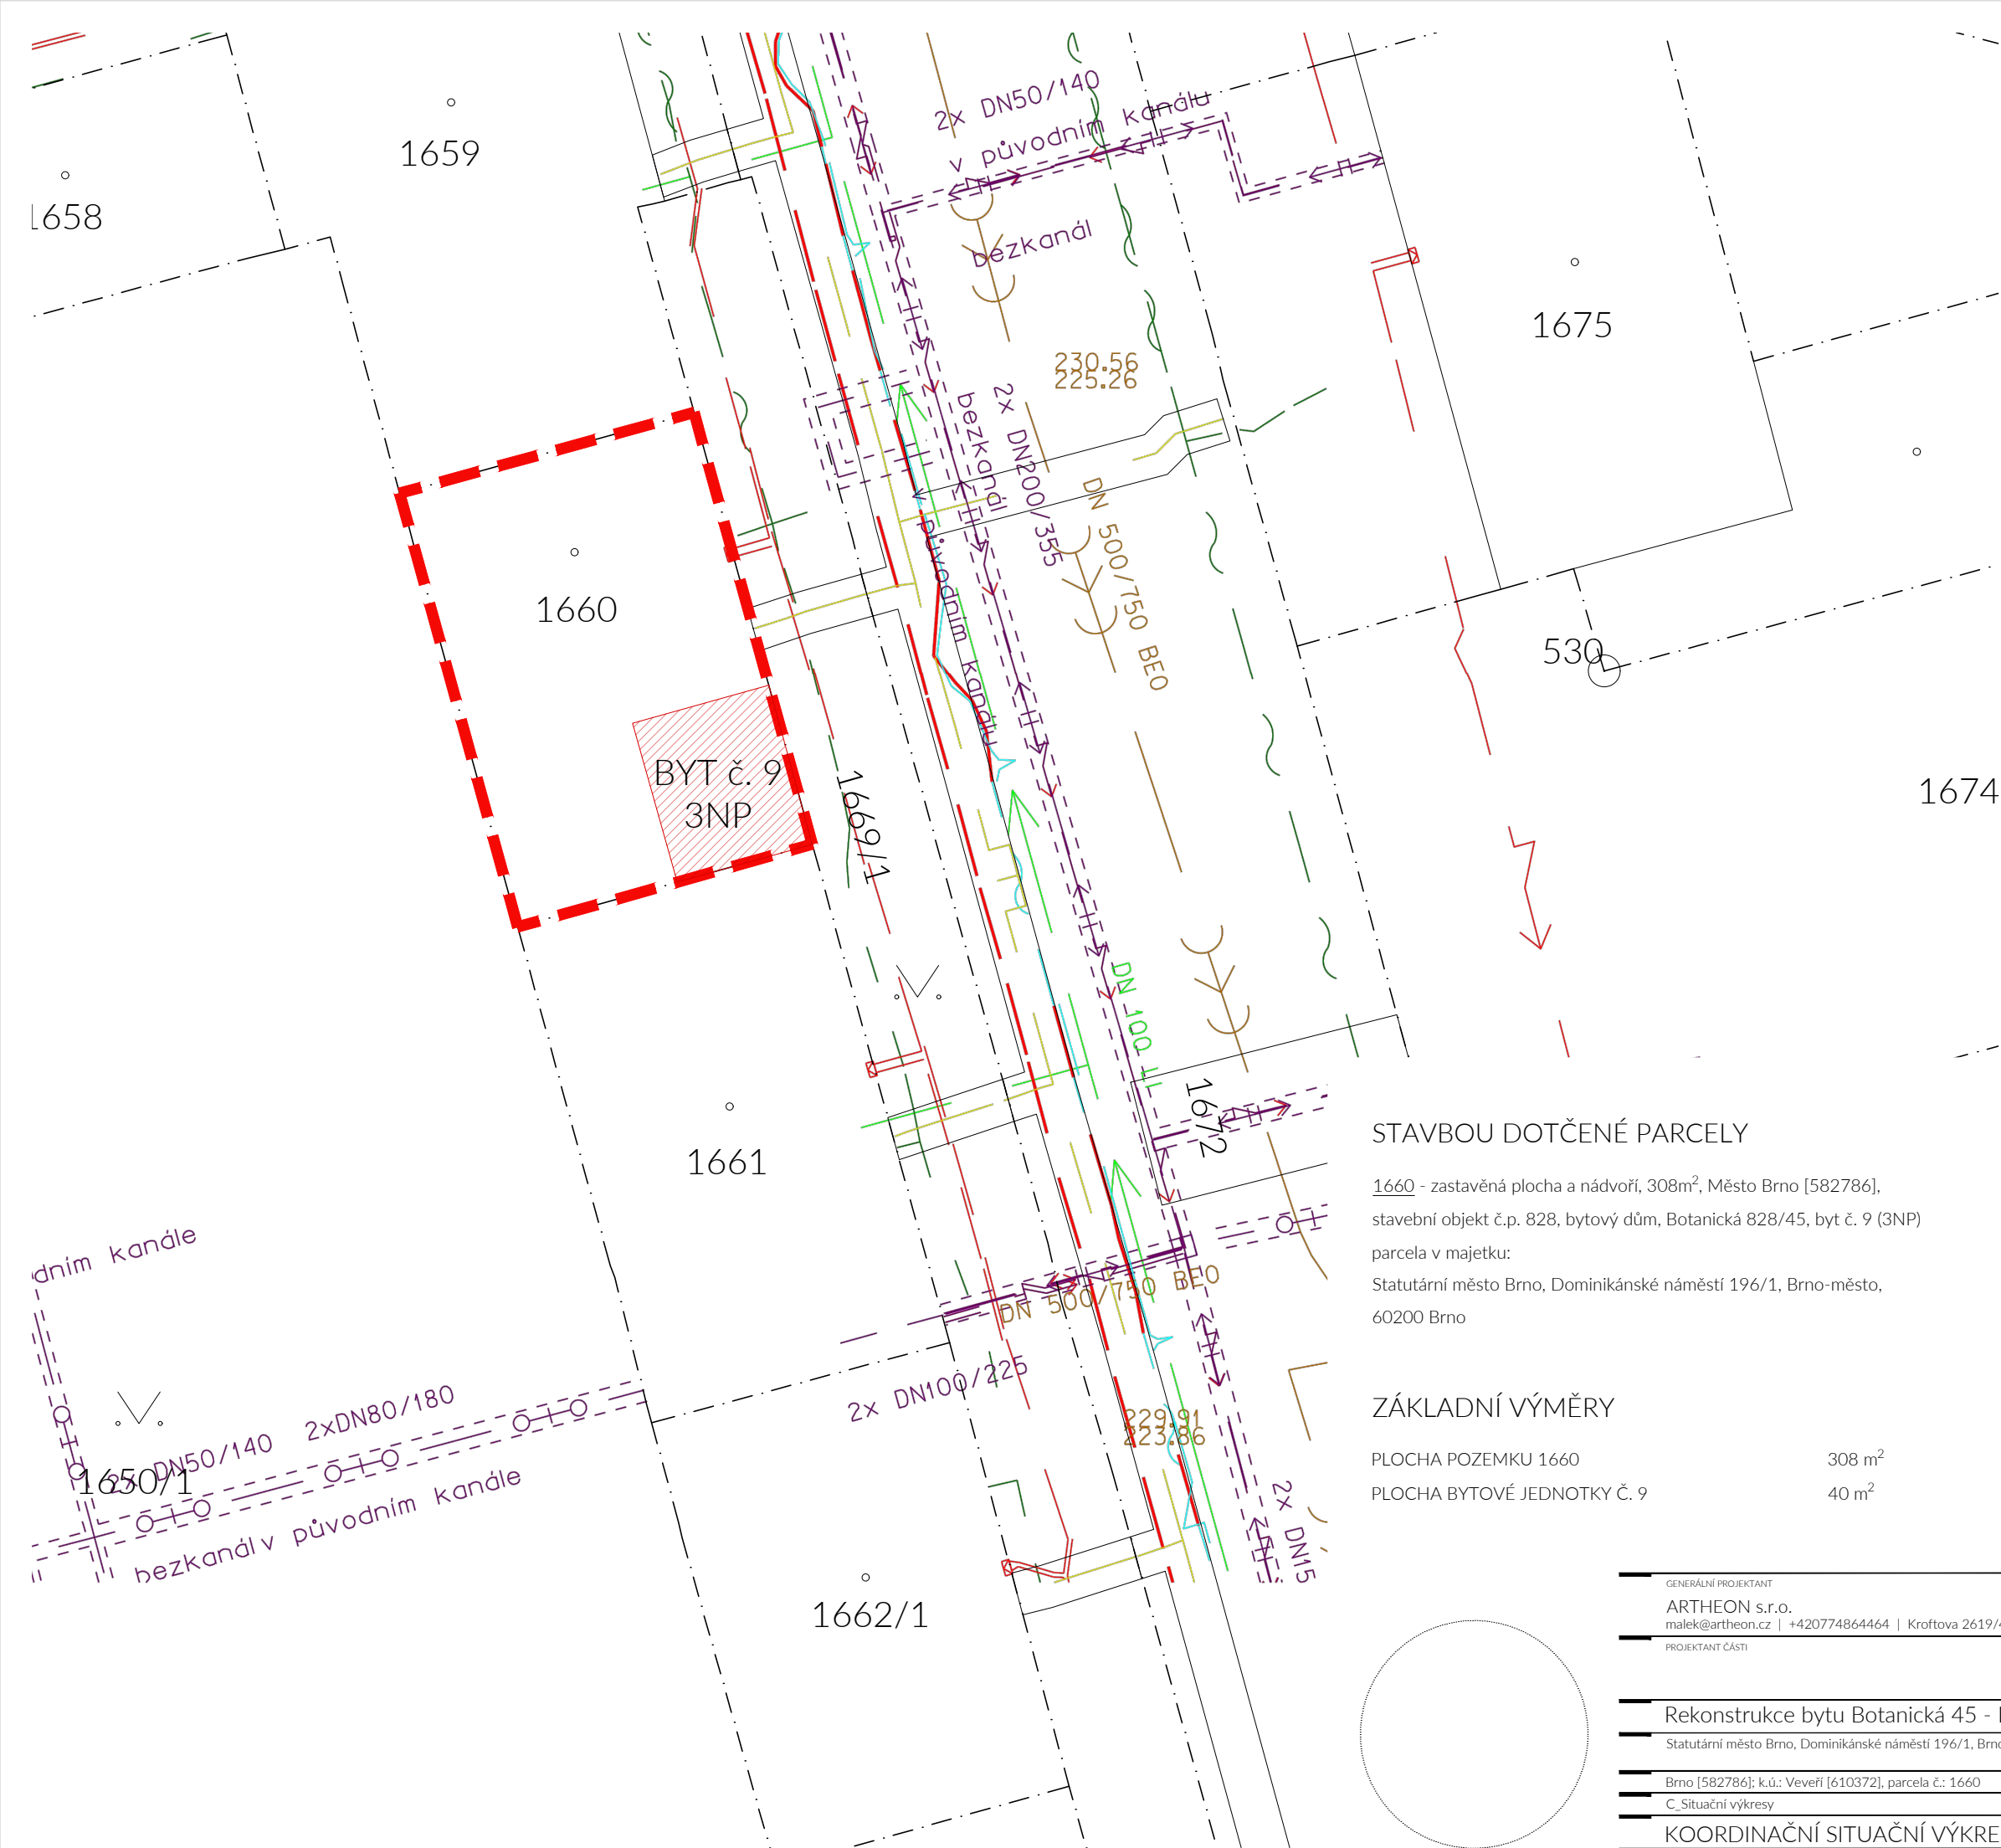 2x DN50/140
v původním kanálu
1659
1658
bezkanál
1675
230.56
225.26
bezkanál
2x DN200/355
DN 500/750 BEO
1660
původním kanálu
530
BYT č. 9
3NP
1669/1
1674
DN 100 LI
1672
1661
DN 500/750 BEO
dním kanále
2x DN100/225
2xDN80/180
2x DN50/140
1650/1
229.91
223.86
bezkanál v původním kanále
2x DN15
1662/1
STAVBOU DOTČENÉ PARCELY
1660 - zastavěná plocha a nádvoří, 308m², Město Brno [582786],
stavební objekt č.p. 828, bytový dům, Botanická 828/45, byt č. 9 (3NP)
parcela v majetku:
Statutární město Brno, Dominikánské náměstí 196/1, Brno-město,
60200 Brno
ZÁKLADNÍ VÝMĚRY
PLOCHA POZEMKU 1660 308 m²
PLOCHA BYTOVÉ JEDNOTKY Č. 9 40 m²
GENERÁLNÍ PROJEKTANT
ARTHEON s.r.o.
malek@artheon.cz | +420774864464 | Kroftova 2619/
PROJEKTANT ČÁSTI
Rekonstrukce bytu Botanická 45 -
Statutární město Brno, Dominikánské náměstí 196/1, Brno
Brno [582786]; k.ú.: Veveří [610372], parcela č.: 1660
C_Situační výkresy
KOORDINAČNÍ SITUAČNÍ VÝKRE